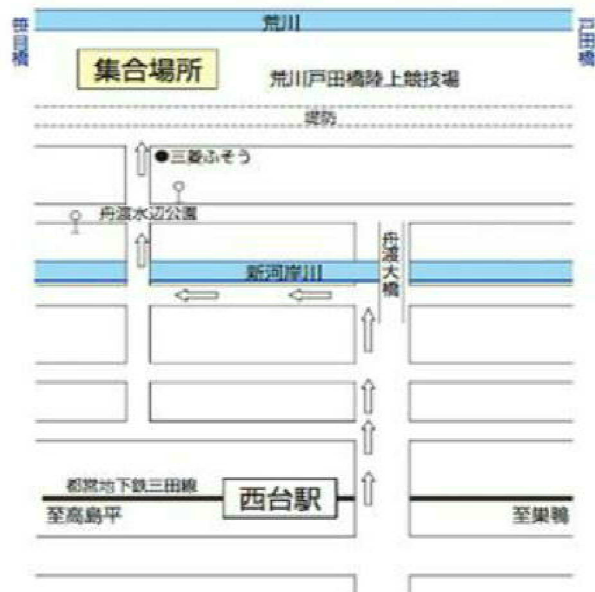 荒川
笹目橋
戸田橋
集合場所
荒川戸田橋陸上競技場
堤防
●三菱ふそう
舟渡水辺公園
舟渡大橋
新河岸川
都営地下鉄三田線
西台駅
至高島平
至巣鴨